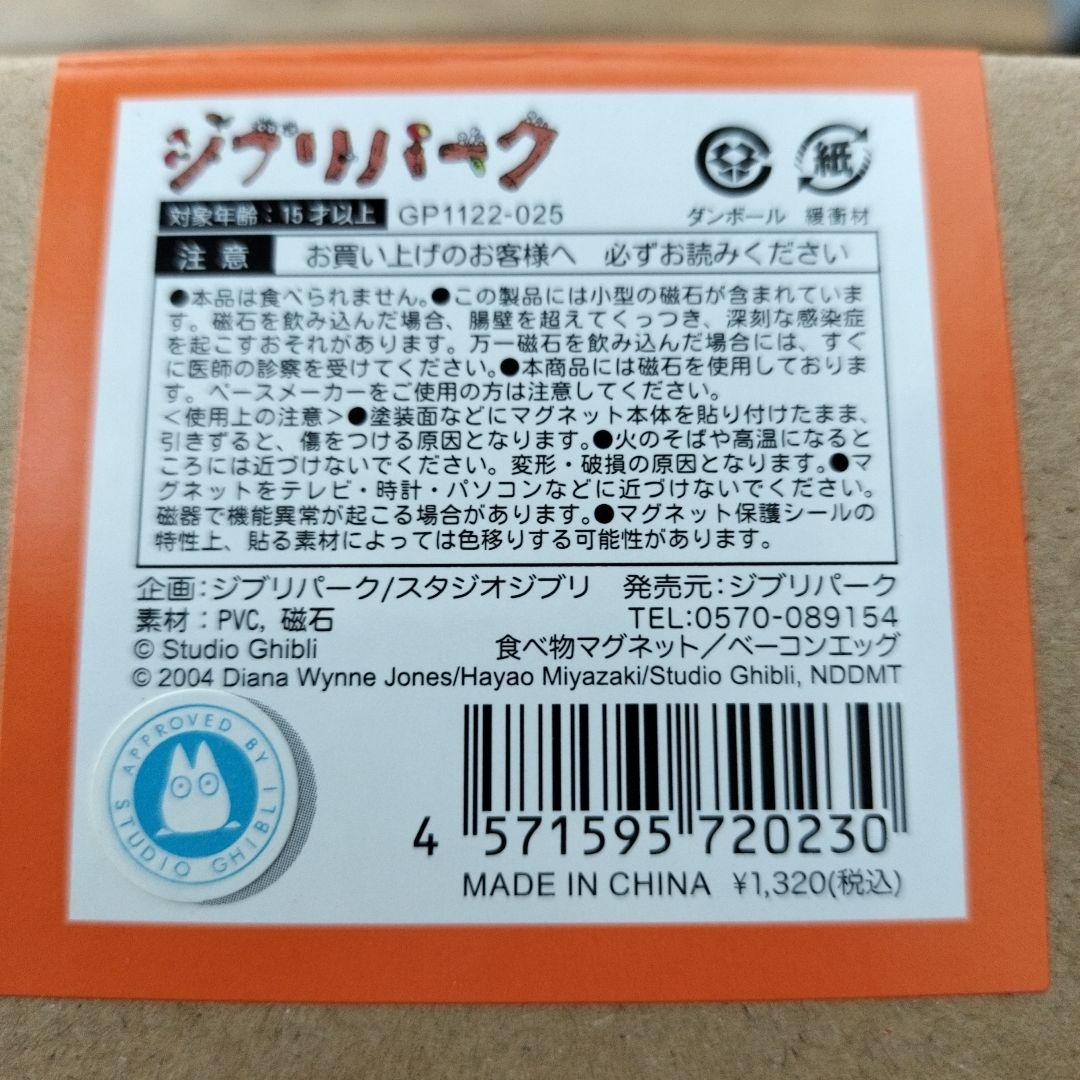 ジブリパーク
対象年齢：15才以上 GP1122-025
紙
ダンボール 緩衝材
注意 お買い上げのお客様へ 必ずお読みください
●本品は食べられません。●この製品には小型の磁石が含まれていま
す。磁石を飲み込んだ場合、腸壁を超えてくっつき、深刻な感染症
を起こすおそれがあります。万一磁石を飲み込んだ場合には、すぐ
に医師の診察を受けてください。●本商品には磁石を使用しておりま
す。ペースメーカーをご使用の方は注意してください。
＜使用上の注意＞●塗装面などにマグネット本体を貼り付けたまま、
引きずると、傷をつける原因となります。●火のそばや高温になると
ころには近づけないでください。変形・破損の原因となります。●マ
グネットをテレビ・時計・パソコンなどに近づけないでください。
磁器で機能異常が起こる場合があります。●マグネット保護シールの
特性上、貼る素材によっては色移りする可能性があります。
企画：ジブリパーク/スタジオジブリ 発売元：ジブリパーク
素材：PVC, 磁石 TEL:0570-089154
© Studio Ghibli 食べ物マグネット／ベーコンエッグ
© 2004 Diana Wynne Jones/Hayao Miyazaki/Studio Ghibli, NDDMT
APPROVED BY STUDIO GHIBLI
4 571595 720230
MADE IN CHINA ¥1,320(税込)